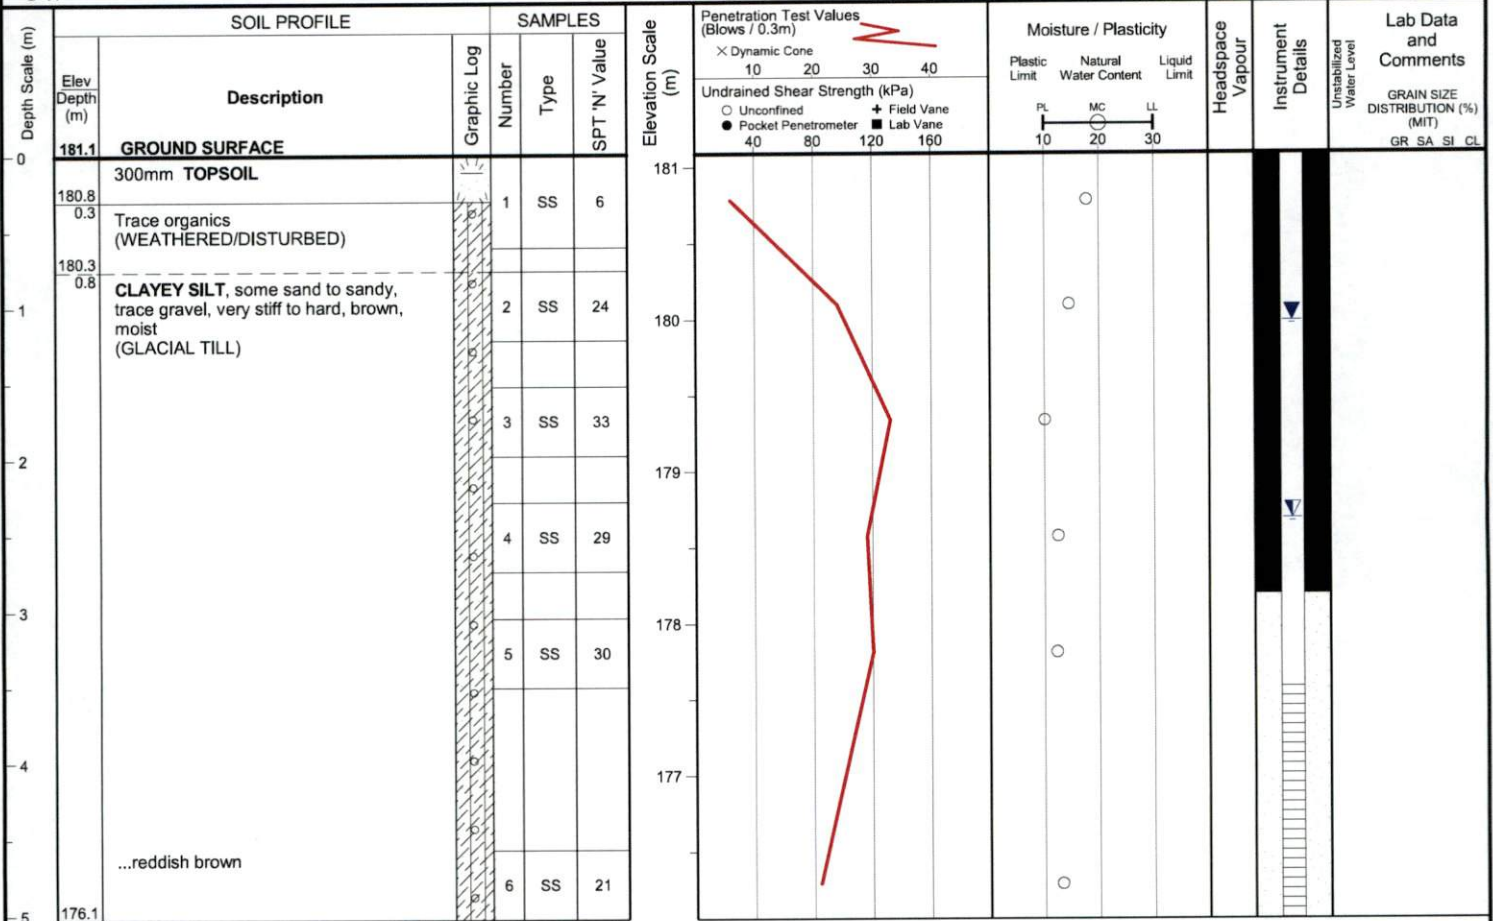 SOIL PROFILE
SAMPLES
Depth Scale (m)
Elev
Depth
(m)
Description
Graphic Log
Number
Type
SPT 'N' Value
Elevation Scale
(m)
Penetration Test Values
(Blows / 0.3m)
× Dynamic Cone
10 20 30 40
Undrained Shear Strength (kPa)
○ Unconfined + Field Vane
● Pocket Penetrometer ■ Lab Vane
40 80 120 160
Moisture / Plasticity
Plastic
Limit
Natural
Water Content
Liquid
Limit
PL MC LL
10 20 30
Headspace
Vapour
Instrument
Details
Unstabilized
Water Level
Lab Data
and
Comments
GRAIN SIZE
DISTRIBUTION (%)
(MIT)
GR SA SI CL
181.1 GROUND SURFACE
0
300mm TOPSOIL
180.8
0.3
Trace organics
(WEATHERED/DISTURBED)
180.3
0.8
CLAYEY SILT, some sand to sandy,
trace gravel, very stiff to hard, brown,
moist
(GLACIAL TILL)
...reddish brown
176.1
1
2
3
4
5
1 SS 6
2 SS 24
3 SS 33
4 SS 29
5 SS 30
6 SS 21
181
180
179
178
177